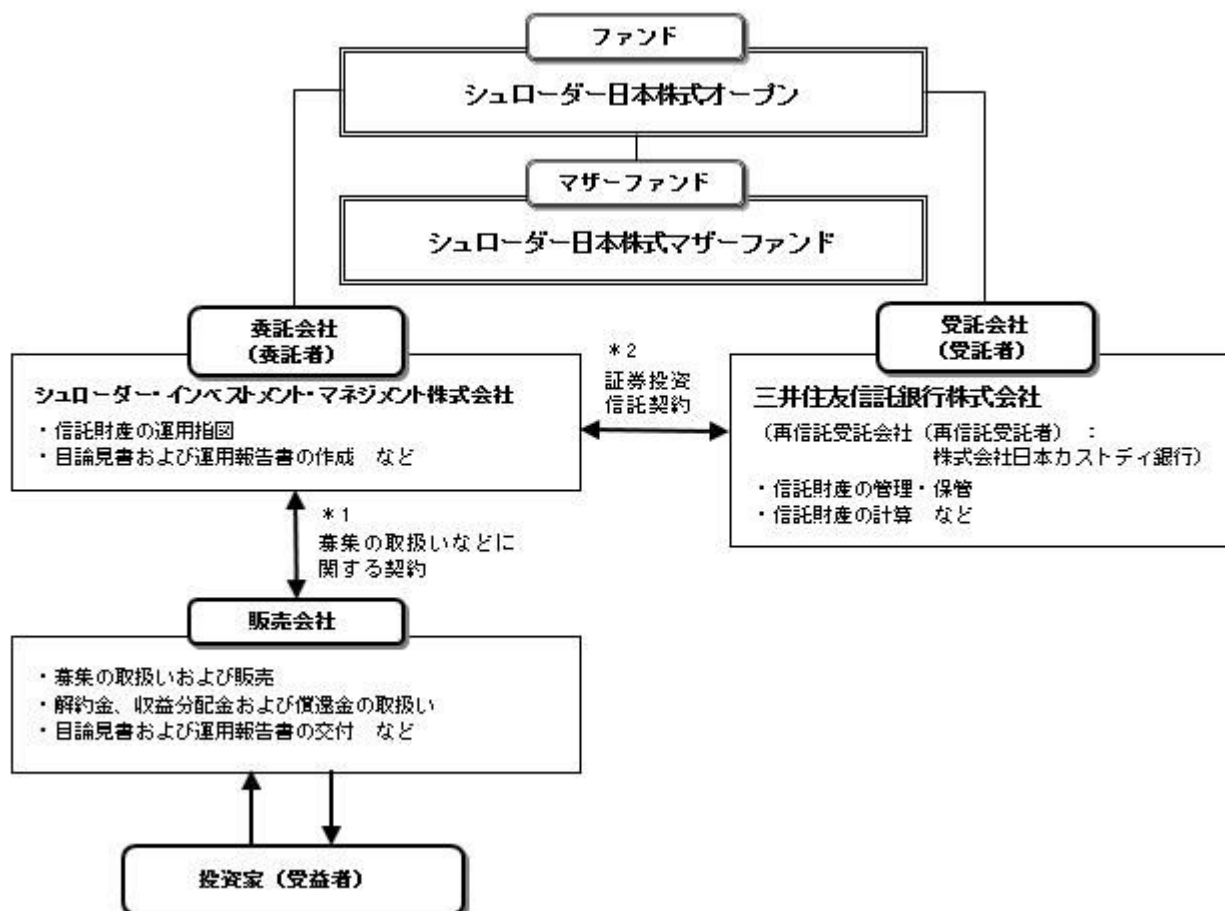 ファンド
シュローダー日本株式オープン
マザーファンド
シュローダー日本株式マザーファンド
委託会社
(委託者)
シュローダー・インベストメント・マネジメント株式会社
・信託財産の運用指図
・目論見書および運用報告書の作成 など
*2
証券投資
信託契約
受託会社
(受託者)
三井住友信託銀行株式会社
(再信託受託会社(再信託受託者) :
株式会社日本カストディ銀行)
・信託財産の管理・保管
・信託財産の計算 など
*1
募集の取扱いなどに
関する契約
販売会社
・募集の取扱いおよび販売
・解約金、収益分配金および償還金の取扱い
・目論見書および運用報告書の交付 など
投資家(受益者)